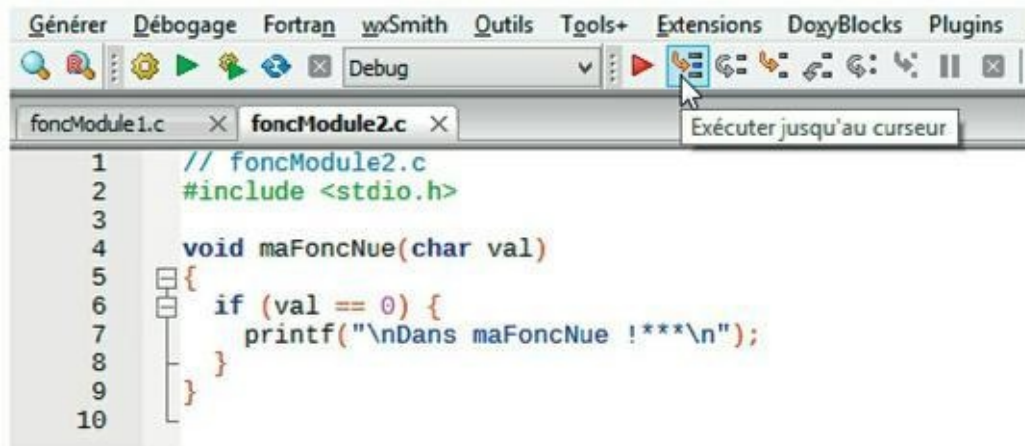 Générer Débogage Fortran wxSmith Outils Tools+ Extensions DoxyBlocks Plugins
Debug
foncModule1.c foncModule2.c
Exécuter jusqu'au curseur
1 // foncModule2.c
2 #include <stdio.h>
3
4 void maFoncNue(char val)
5 {
6 if (val == 0) {
7 printf("\nDans maFoncNue !***\n");
8 }
9 }
10